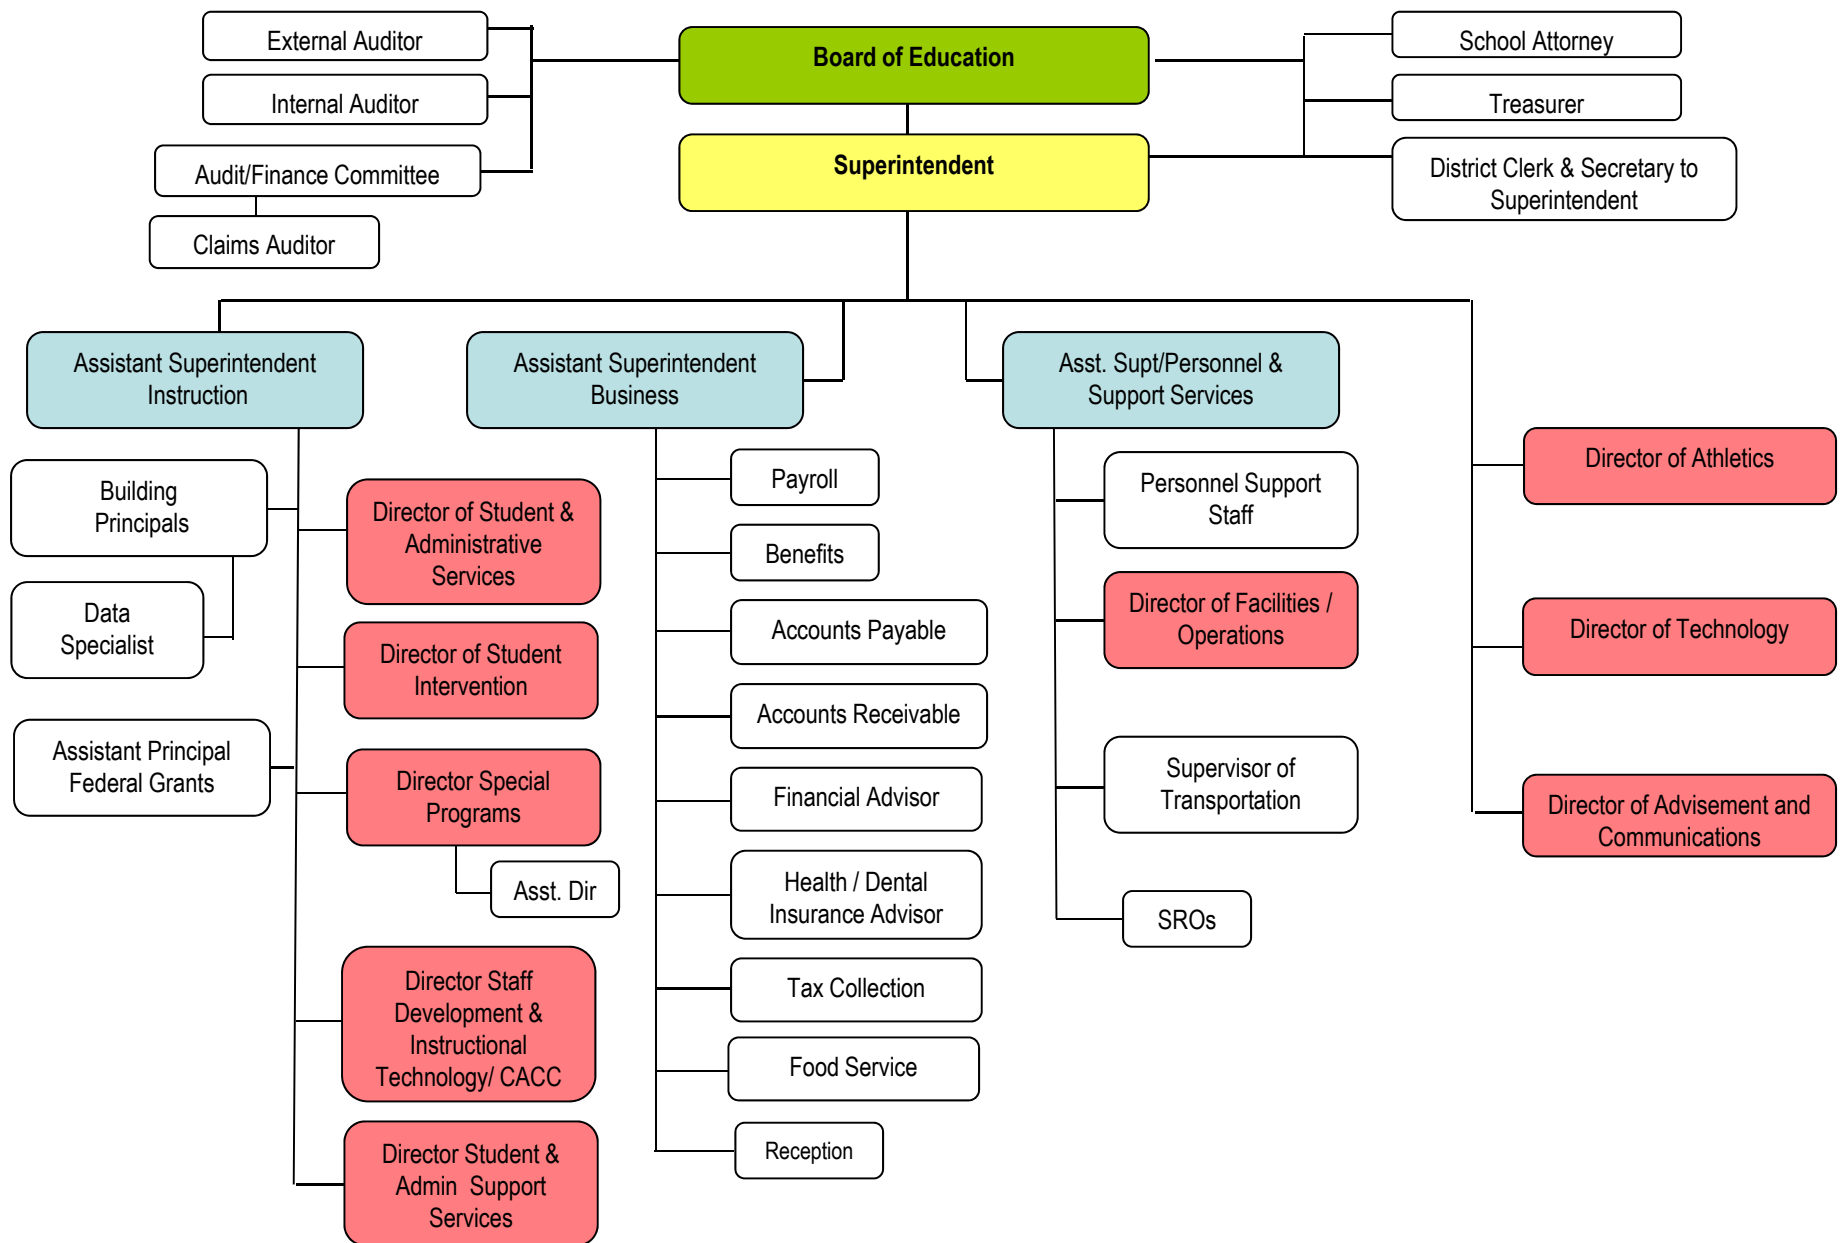 External Auditor
Board of Education
School Attorney
Internal Auditor
Treasurer
Audit/Finance Committee
Superintendent
District Clerk & Secretary to
Superintendent
Claims Auditor
Assistant Superintendent
Instruction
Assistant Superintendent
Business
Asst. Supt/Personnel &
Support Services
Building
Principals
Data
Specialist
Assistant Principal
Federal Grants
Director of Student &
Administrative
Services
Director of Student
Intervention
Director Special
Programs
Asst. Dir
Director Staff
Development &
Instructional
Technology/ CACC
Director Student &
Admin  Support
Services
Payroll
Benefits
Accounts Payable
Accounts Receivable
Financial Advisor
Health / Dental
Insurance Advisor
Tax Collection
Food Service
Reception
Personnel Support
Staff
Director of Facilities /
Operations
Supervisor of
Transportation
SROs
Director of Athletics
Director of Technology
Director of Advisement and
Communications